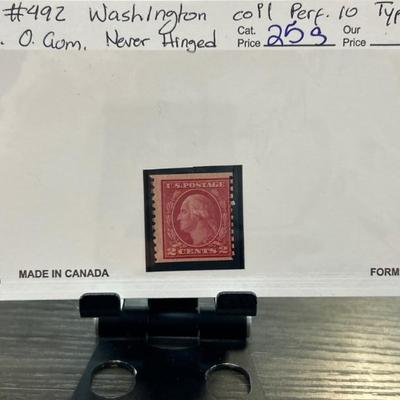 #492 Washington coil Perf. 10 Typ
O. Gum, Never Hinged Cat. Price 25⁰⁰ Our Price
U.S. POSTAGE
2 CENTS 2
MADE IN CANADA FORM